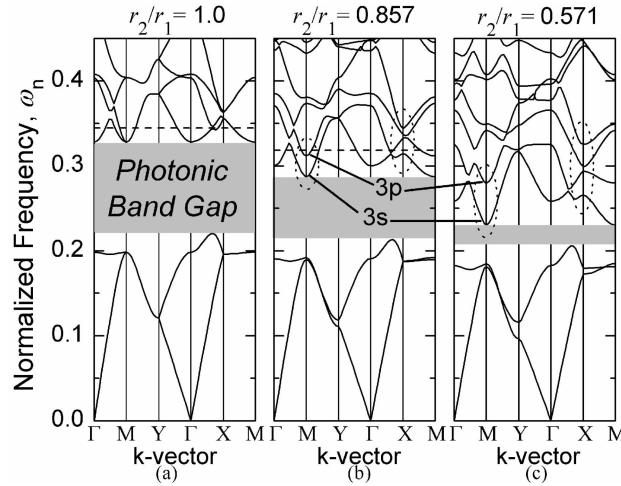 r₂/r₁= 1.0
r₂/r₁= 0.857
r₂/r₁= 0.571
Normalized Frequency, ωₙ
0.4
0.3
0.2
0.1
0.0
Photonic
Band Gap
3p
3s
Γ M Y Γ X M
Γ M Y Γ X M
Γ M Y Γ X M
k-vector
k-vector
k-vector
(a)
(b)
(c)